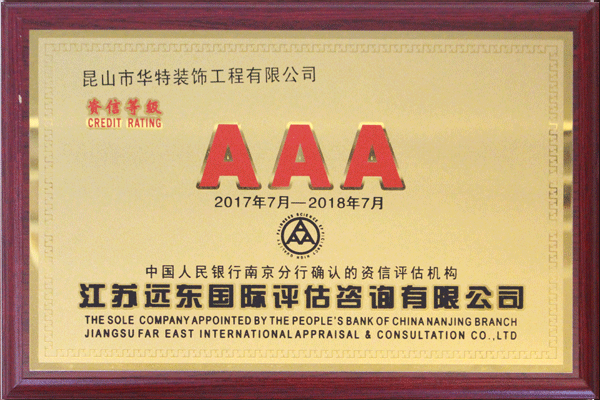 昆山市华特装饰工程有限公司
资信等级
CREDIT RATING
AAA
2017年7月—2018年7月
中国人民银行南京分行确认的资信评估机构
江苏远东国际评估咨询有限公司
THE SOLE COMPANY APPOINTED BY THE PEOPLE'S BANK OF CHINA NANJING BRANCH
JIANGSU FAR EAST INTERNATIONAL APPRAISAL & CONSULTATION CO.,LTD